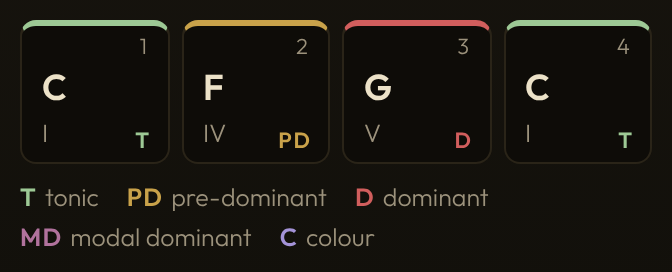 1 2 3 4
C F G C
I T IV PD V D I T
T tonic PD pre-dominant D dominant
MD modal dominant C colour